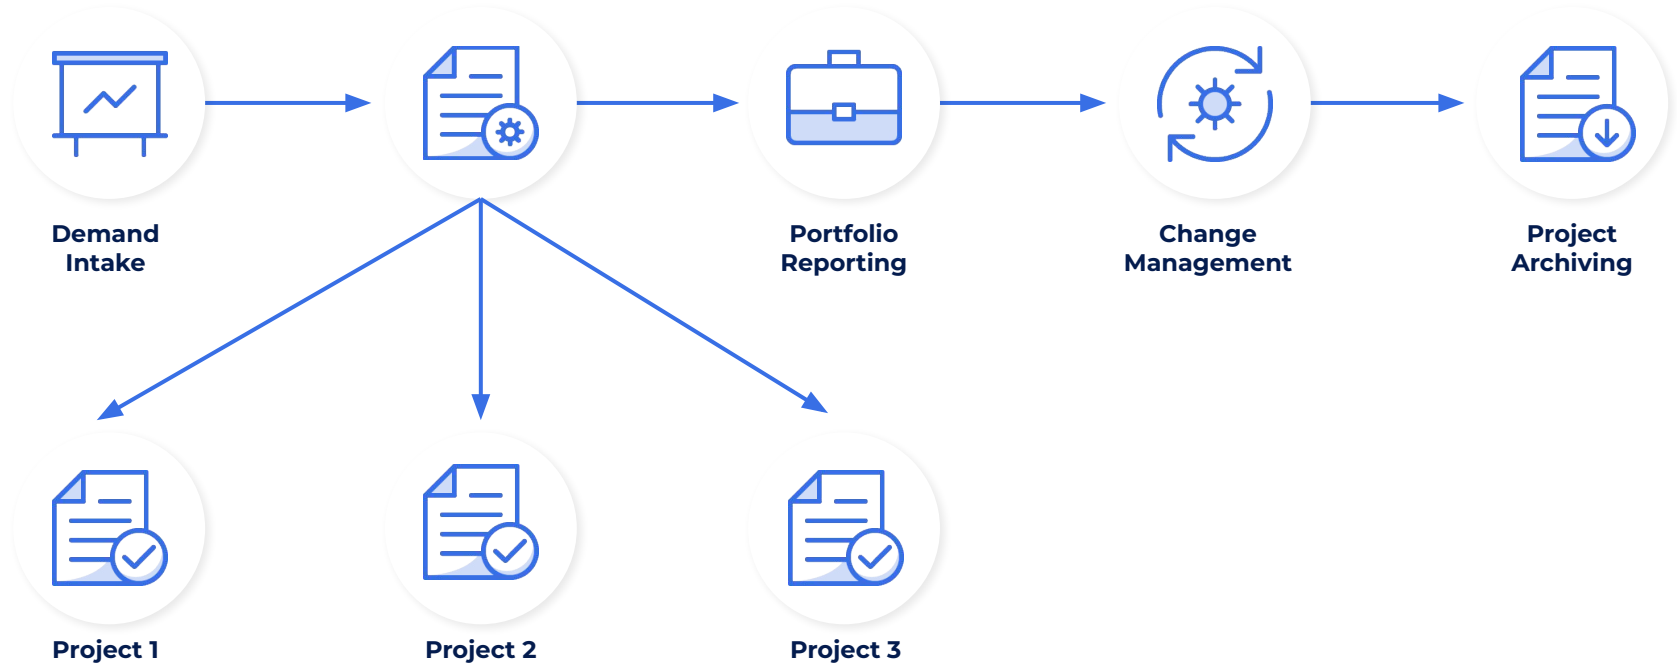 Demand
Intake
Portfolio
Reporting
Change
Management
Project
Archiving
Project 1
Project 2
Project 3